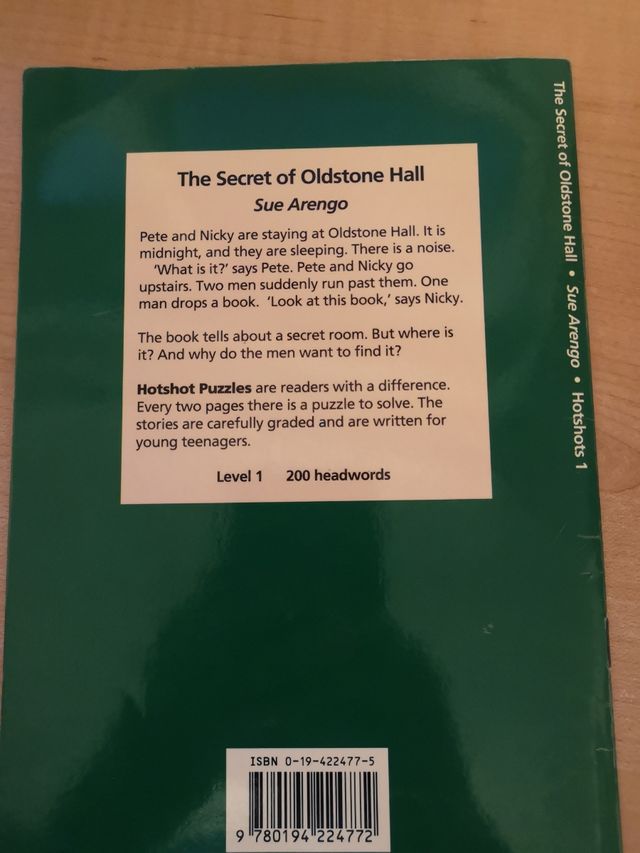 The Secret of Oldstone Hall
Sue Arengo
Pete and Nicky are staying at Oldstone Hall. It is
midnight, and they are sleeping. There is a noise.
‘What is it?’ says Pete. Pete and Nicky go
upstairs. Two men suddenly run past them. One
man drops a book. ‘Look at this book,’ says Nicky.
The book tells about a secret room. But where is
it? And why do the men want to find it?
Hotshot Puzzles are readers with a difference.
Every two pages there is a puzzle to solve. The
stories are carefully graded and are written for
young teenagers.
Level 1 200 headwords
The Secret of Oldstone Hall • Sue Arengo • Hotshots 1
ISBN 0-19-422477-5
9 780194 224772